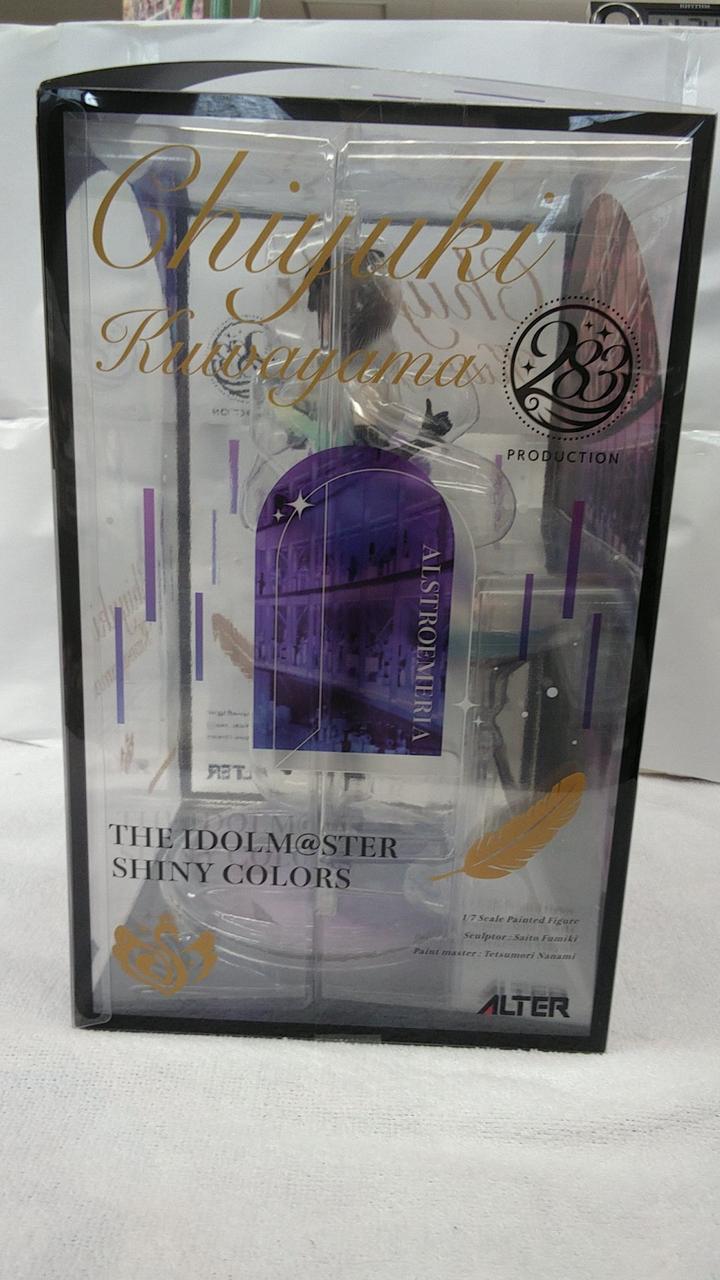 RHYTHM
Chiyuki
Kuwayama
283
PRODUCTION
ALSTROEMERIA
THE IDOLM@STER
SHINY COLORS
1/7 Scale Painted Figure
Sculptor : Saito Fumiki
Paint master : Tetsumori Nanami
ALTER